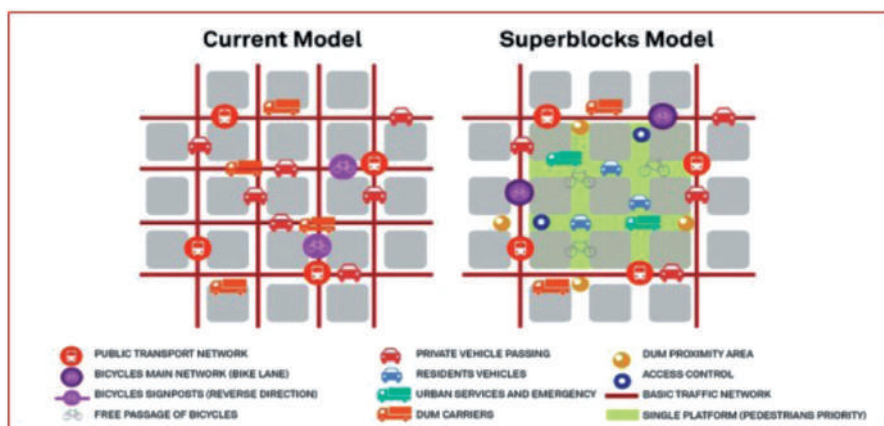 Current Model
Superblocks Model
PUBLIC TRANSPORT NETWORK
BICYCLES MAIN NETWORK (BIKE LANE)
BICYCLES SIGNPOSTS (REVERSE DIRECTION)
FREE PASSAGE OF BICYCLES
PRIVATE VEHICLE PASSING
RESIDENTS VEHICLES
URBAN SERVICES AND EMERGENCY
DUM CARRIERS
DUM PROXIMITY AREA
ACCESS CONTROL
BASIC TRAFFIC NETWORK
SINGLE PLATFORM (PEDESTRIANS PRIORITY)